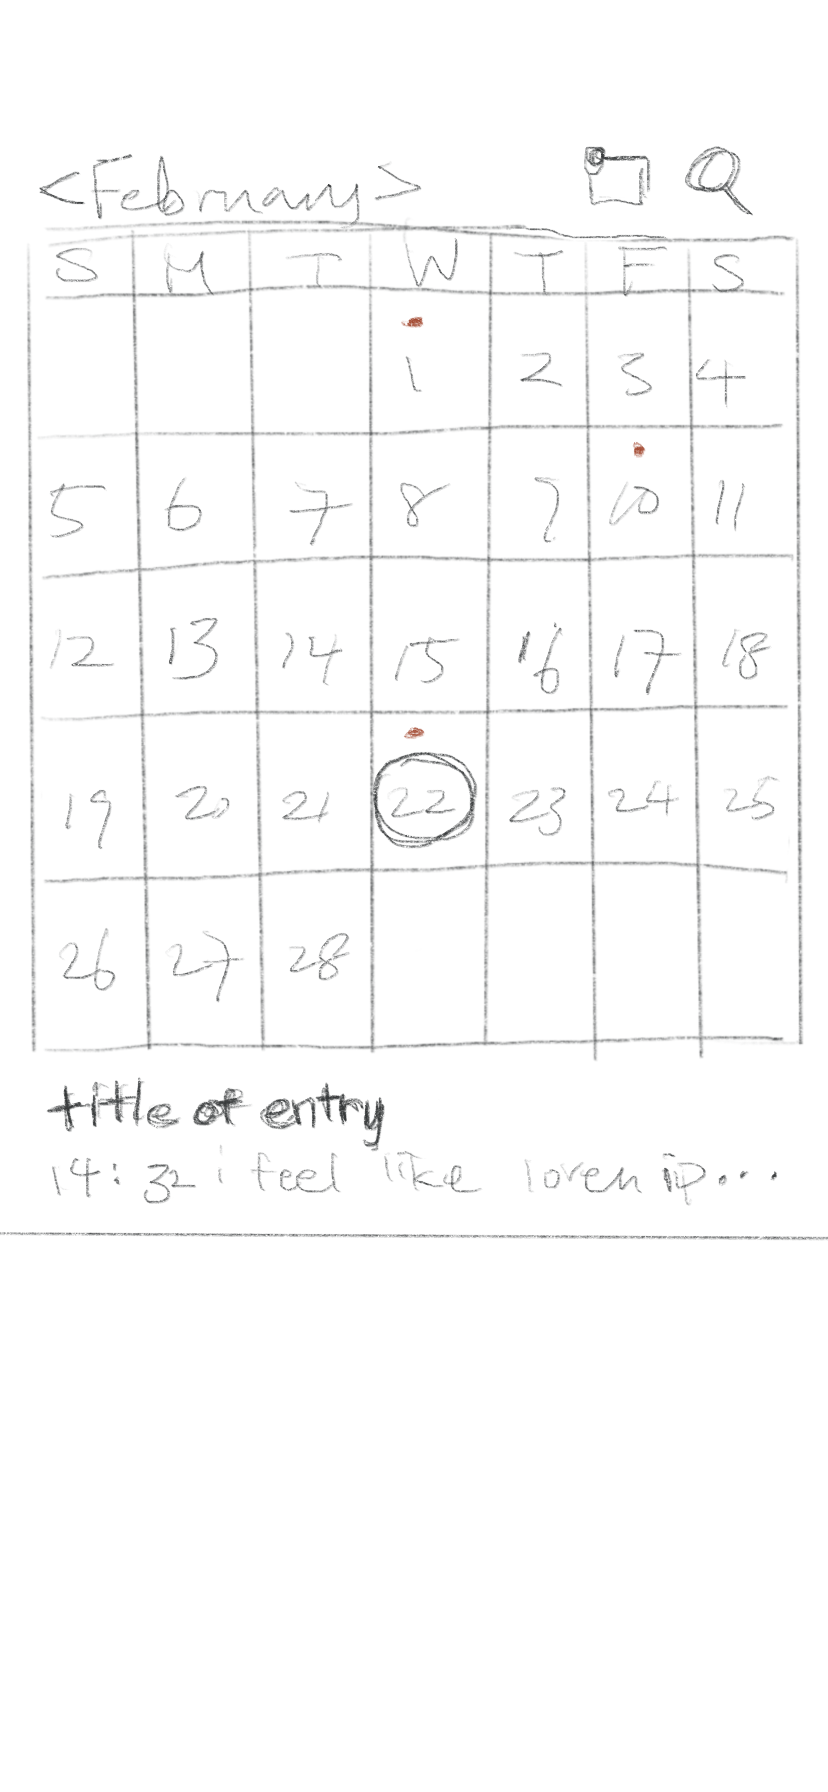 <February>
S M T W T F S
1 2 3 4
5 6 7 8 9 10 11
12 13 14 15 16 17 18
19 20 21 22 23 24 25
26 27 28
title of entry
14:32 i feel like loren ip...